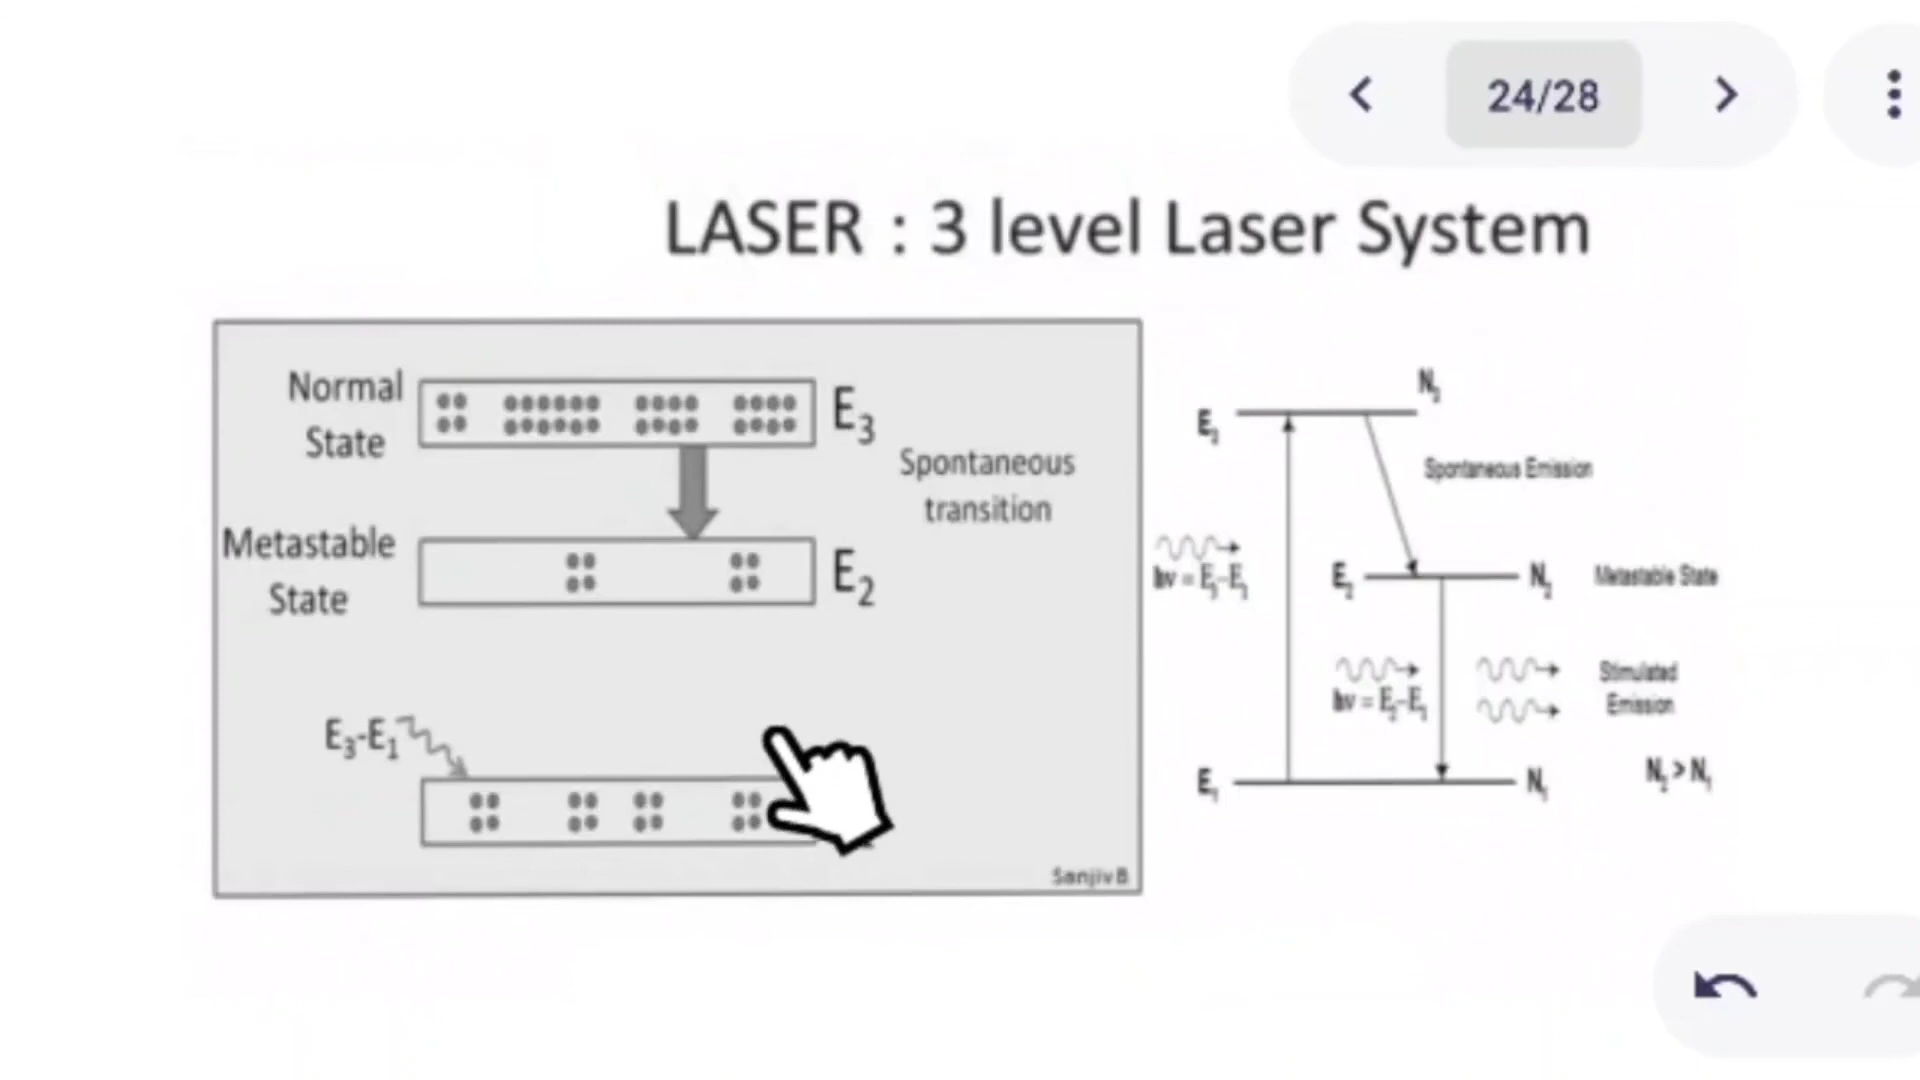 24/28
LASER : 3 level Laser System
Normal
State
E₃
Spontaneous
transition
Metastable
State
E₂
E₃-E₁
Sanjiv B
N₃
E₃
Spontaneous Emission
hν = E₃-E₁
E₂
N₂
Metastable State
hν = E₂-E₁
Stimulated
Emission
E₁
N₁
N₂ > N₁